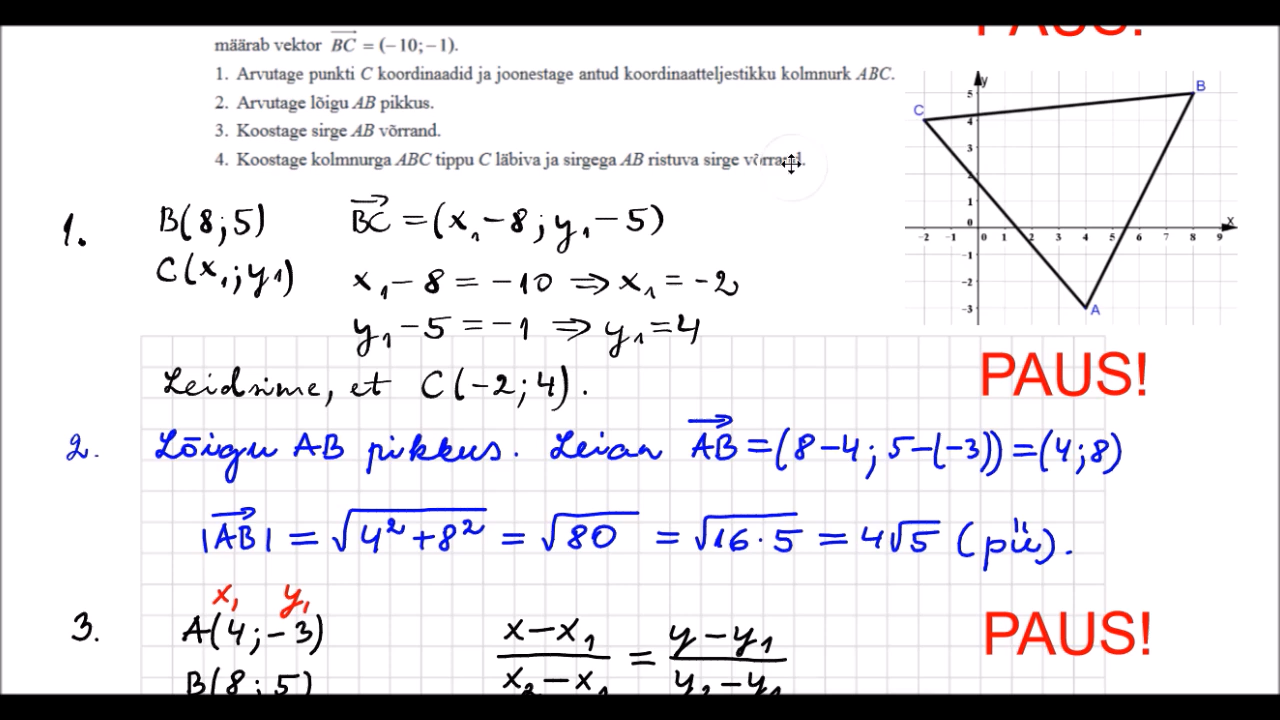 PAUS!
määrab vektor BC = (−10; −1).
1. Arvutage punkti C koordinaadid ja joonestage antud koordinaatteljestikku kolmnurk ABC.
2. Arvutage lõigu AB pikkus.
3. Koostage sirge AB võrrand.
4. Koostage kolmnurga ABC tippu C läbiva ja sirgega AB ristuva sirge võrrand.
y
B
5
C
4
3
2
1
0
x
-2 -1 0 1 2 3 4 5 6 7 8 9
-1
-2
-3
A
1. B(8;5) BC = (x₁−8; y₁−5)
C(x₁;y₁) x₁−8 = −10 ⇒ x₁ = −2
y₁−5 = −1 ⇒ y₁ = 4
Leidsime, et C(−2;4).
PAUS!
2. Lõigu AB pikkus. Leian AB = (8−4; 5−(−3)) = (4;8)
|AB| = √(4²+8²) = √80 = √(16·5) = 4√5 (pü).
x₁ y₁
3. A(4;−3) x−x₁ = y−y₁
PAUS!
B(8;5) x₂−x₁ y₂−y₁